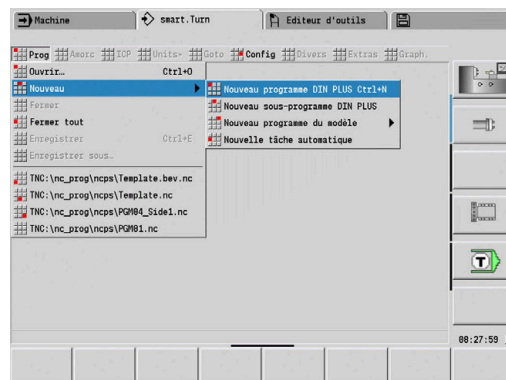 Machine smart.Turn Editeur d'outils
Prog Amorc ICP Units» Goto Config Divers Extras Graph.
Ouvrir… Ctrl+O
Nouveau
Fermer
Fermer tout
Enregistrer Ctrl+E
Enregistrer sous…
TNC:\nc_prog\ncps\Template.bev.nc
TNC:\nc_prog\ncps\Template.nc
TNC:\nc_prog\ncps\PGM04_Side1.nc
TNC:\nc_prog\ncps\PGM01.nc
Nouveau programme DIN PLUS Ctrl+N
Nouveau sous-programme DIN PLUS
Nouveau programme du modèle
Nouvelle tâche automatique
T
08:27:59